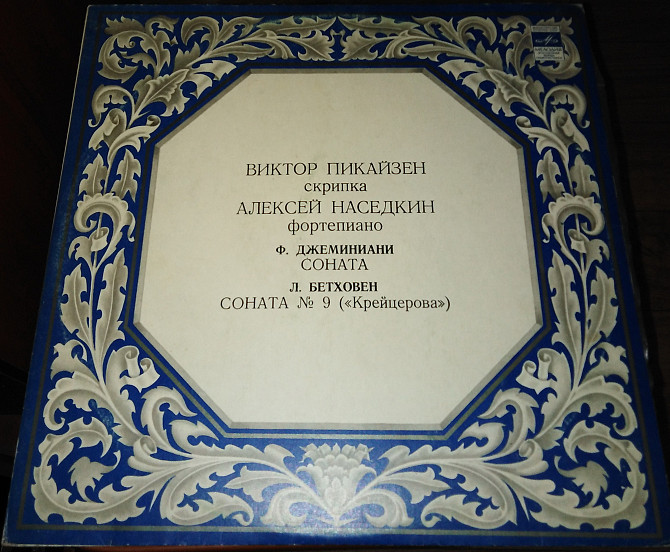 ВИКТОР ПИКАЙЗЕН
скрипка
АЛЕКСЕЙ НАСЕДКИН
фортепиано
Ф. ДЖЕМИНИАНИ
СОНАТА
Л. БЕТХОВЕН
СОНАТА № 9 («Крейцерова»)